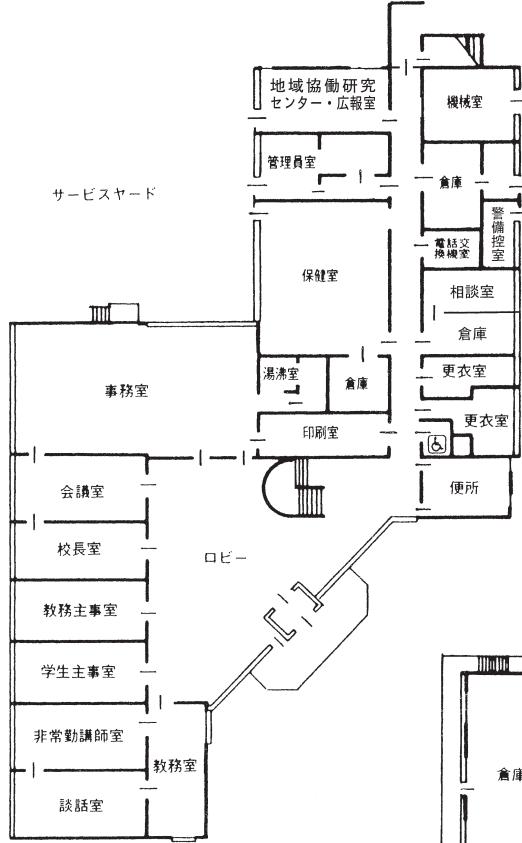 地域協働研究
センター・広報室
機械室
管理員室
倉庫
サービスヤード
警備控室
電話交
換機室
保健室
相談室
倉庫
事務室
湯沸室
倉庫
更衣室
更衣室
印刷室
会議室
便所
校長室
ロビー
教務主事室
学生主事室
非常勤講師室
教務室
談話室
倉庫